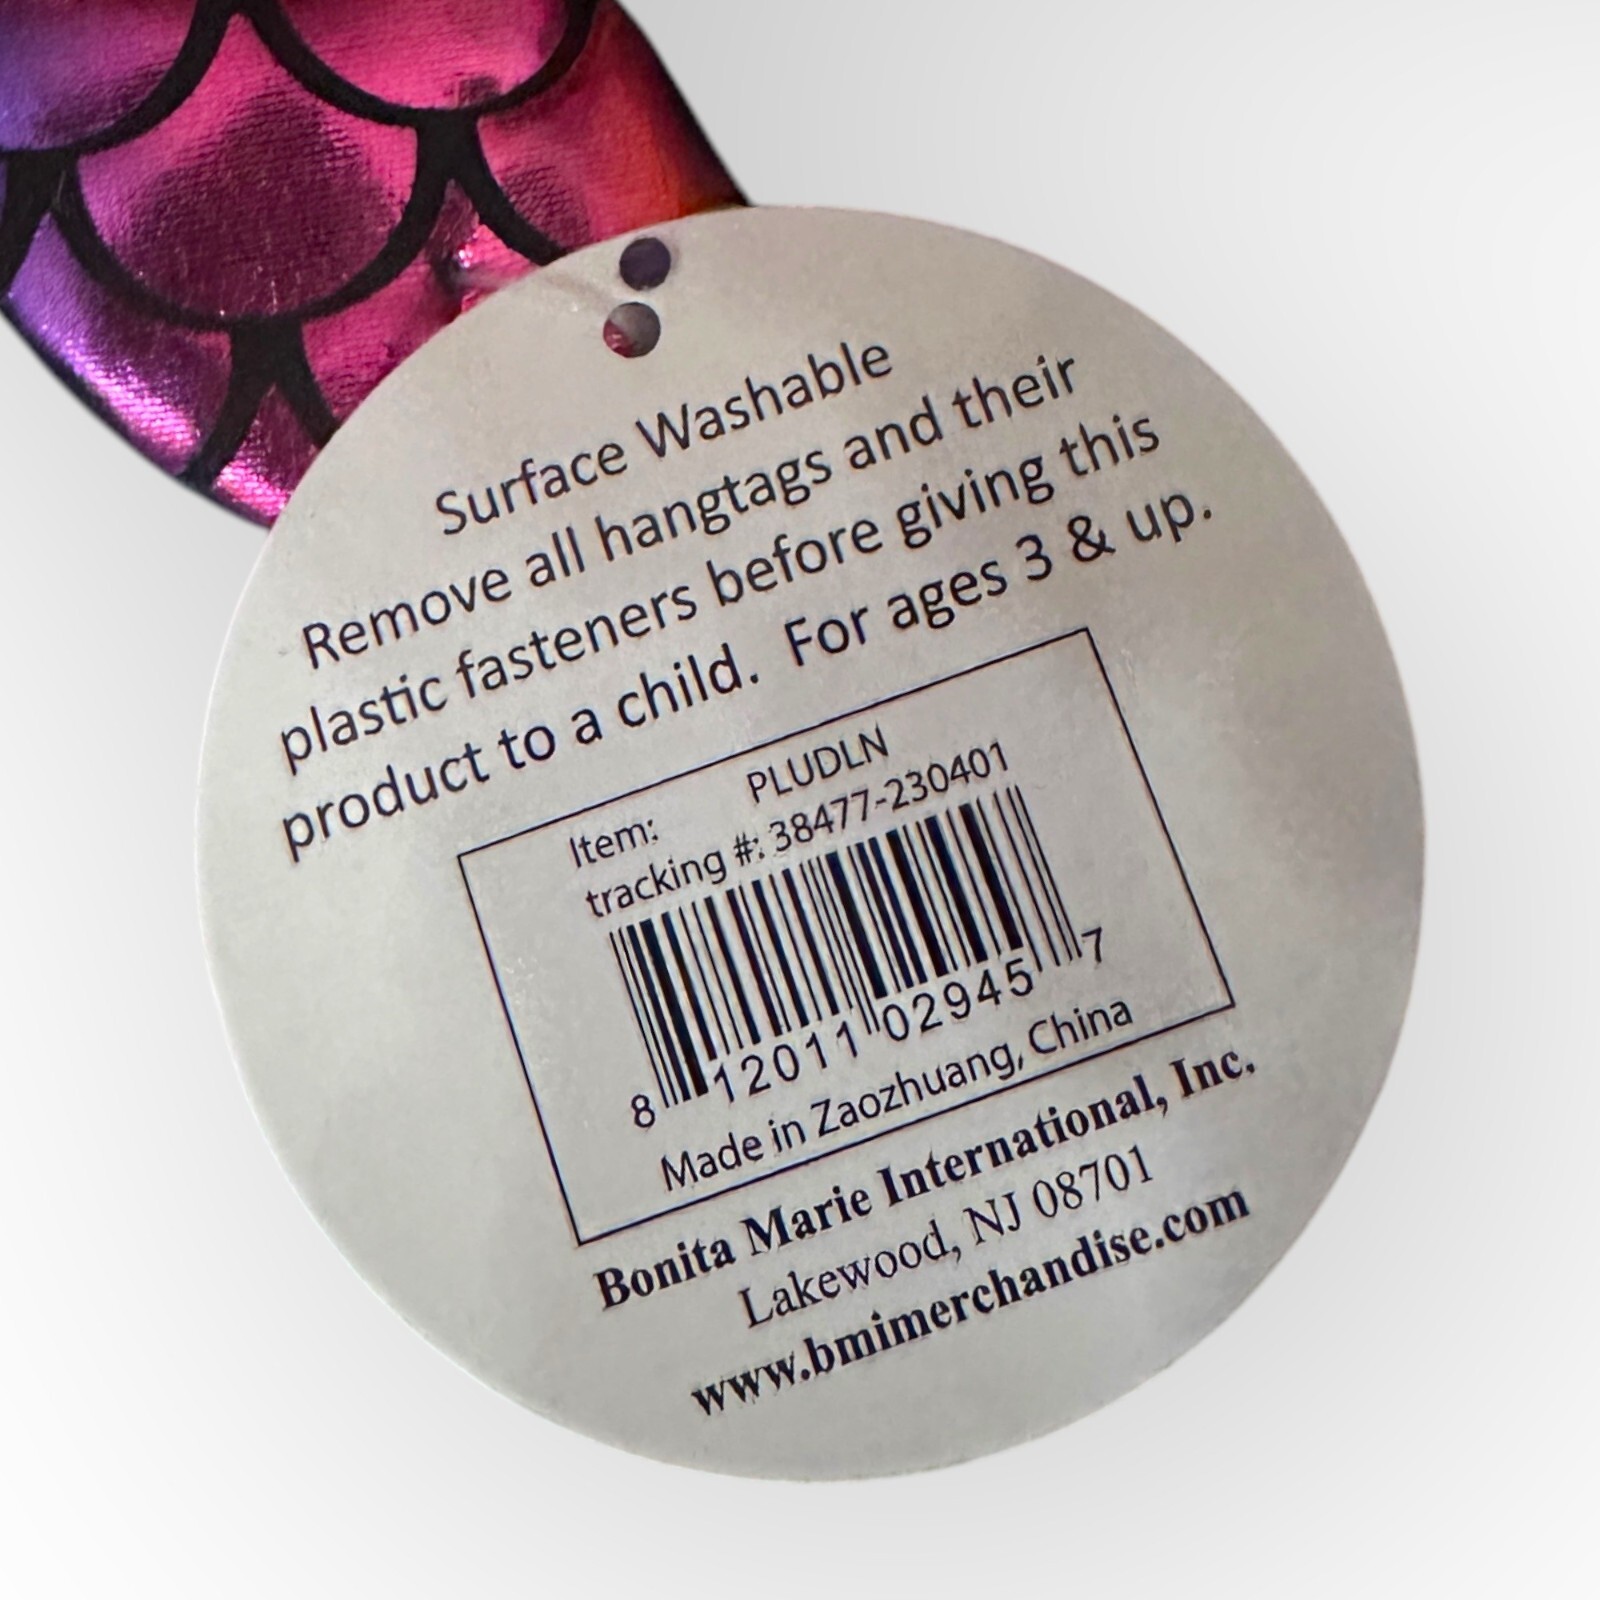 Surface Washable
Remove all hangtags and their
plastic fasteners before giving this
product to a child.  For ages 3 & up.
Item: PLUDLN
tracking #: 38477-230401
8 12011 02945 7
Made in Zaozhuang, China
Bonita Marie International, Inc.
Lakewood, NJ 08701
www.bmimerchandise.com